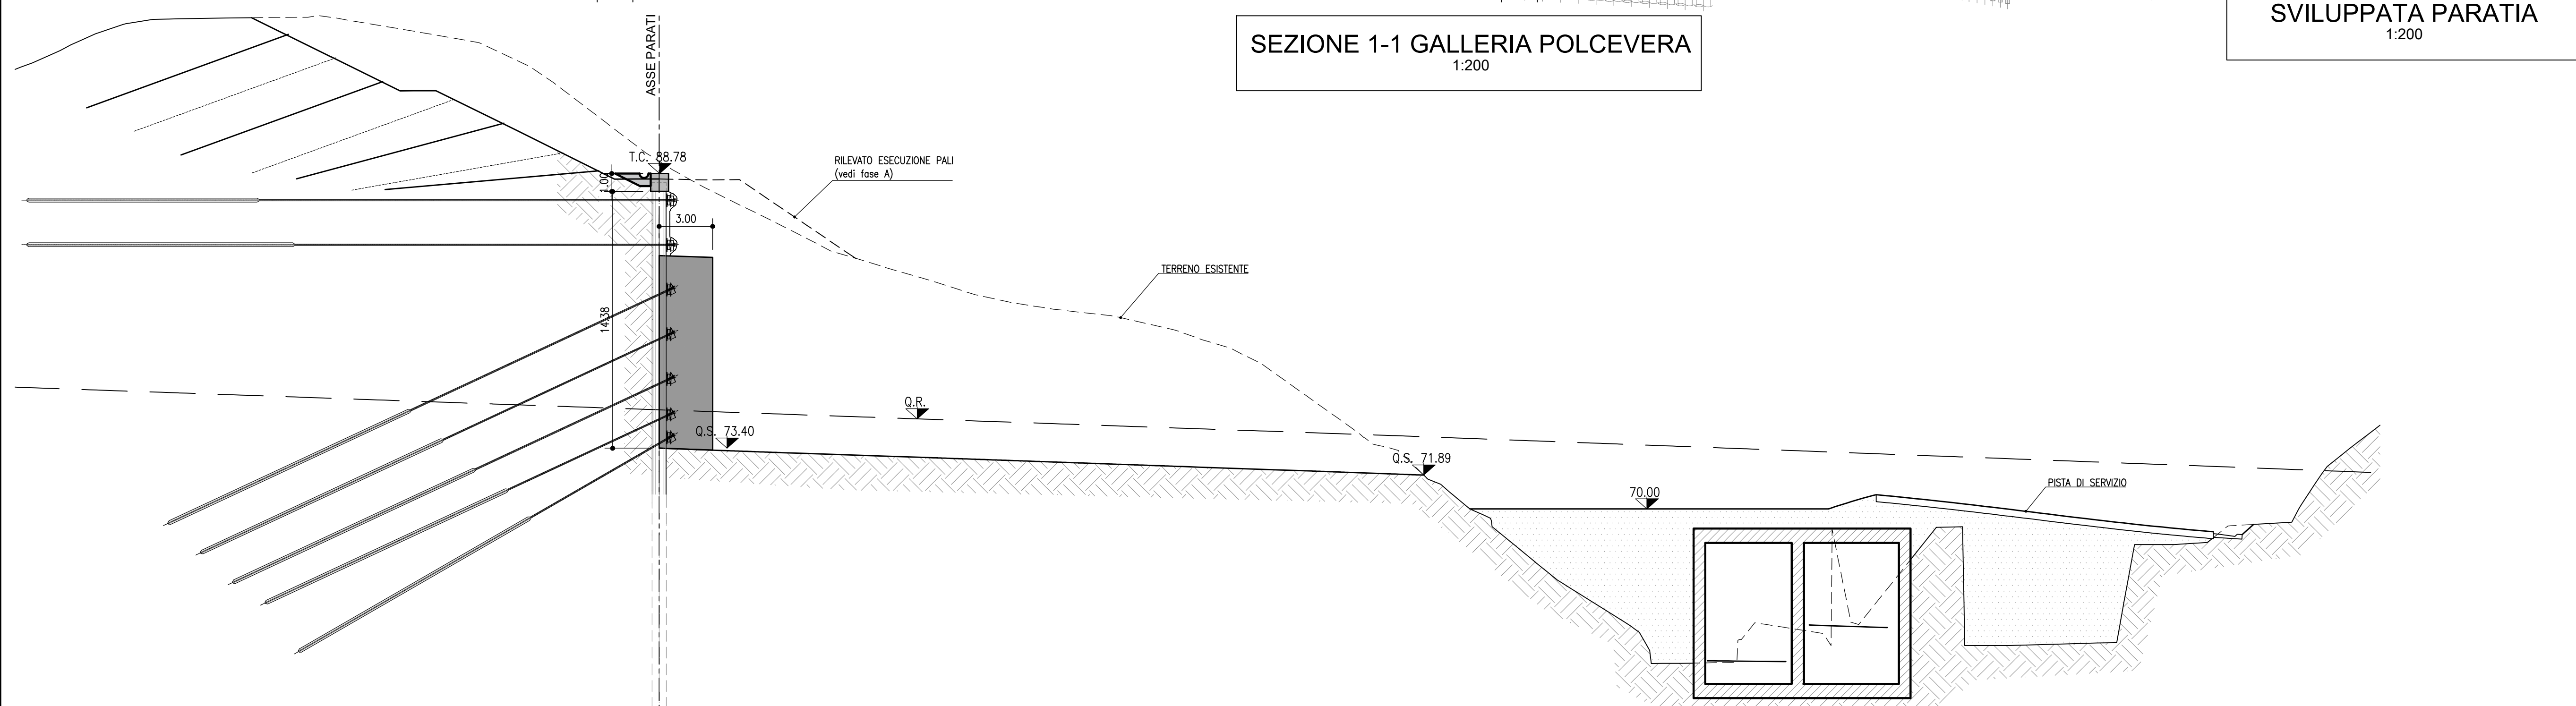 SEZIONE 1-1 GALLERIA POLCEVERA
1:200
SVILUPPATA PARATIA
1:200
ASSE PARATI
T.C. 88.78
1.00
RILEVATO ESECUZIONE PALI
(vedi fase A)
3.00
TERRENO ESISTENTE
14.38
Q.R.
Q.S. 73.40
Q.S. 71.89
70.00
PISTA DI SERVIZIO